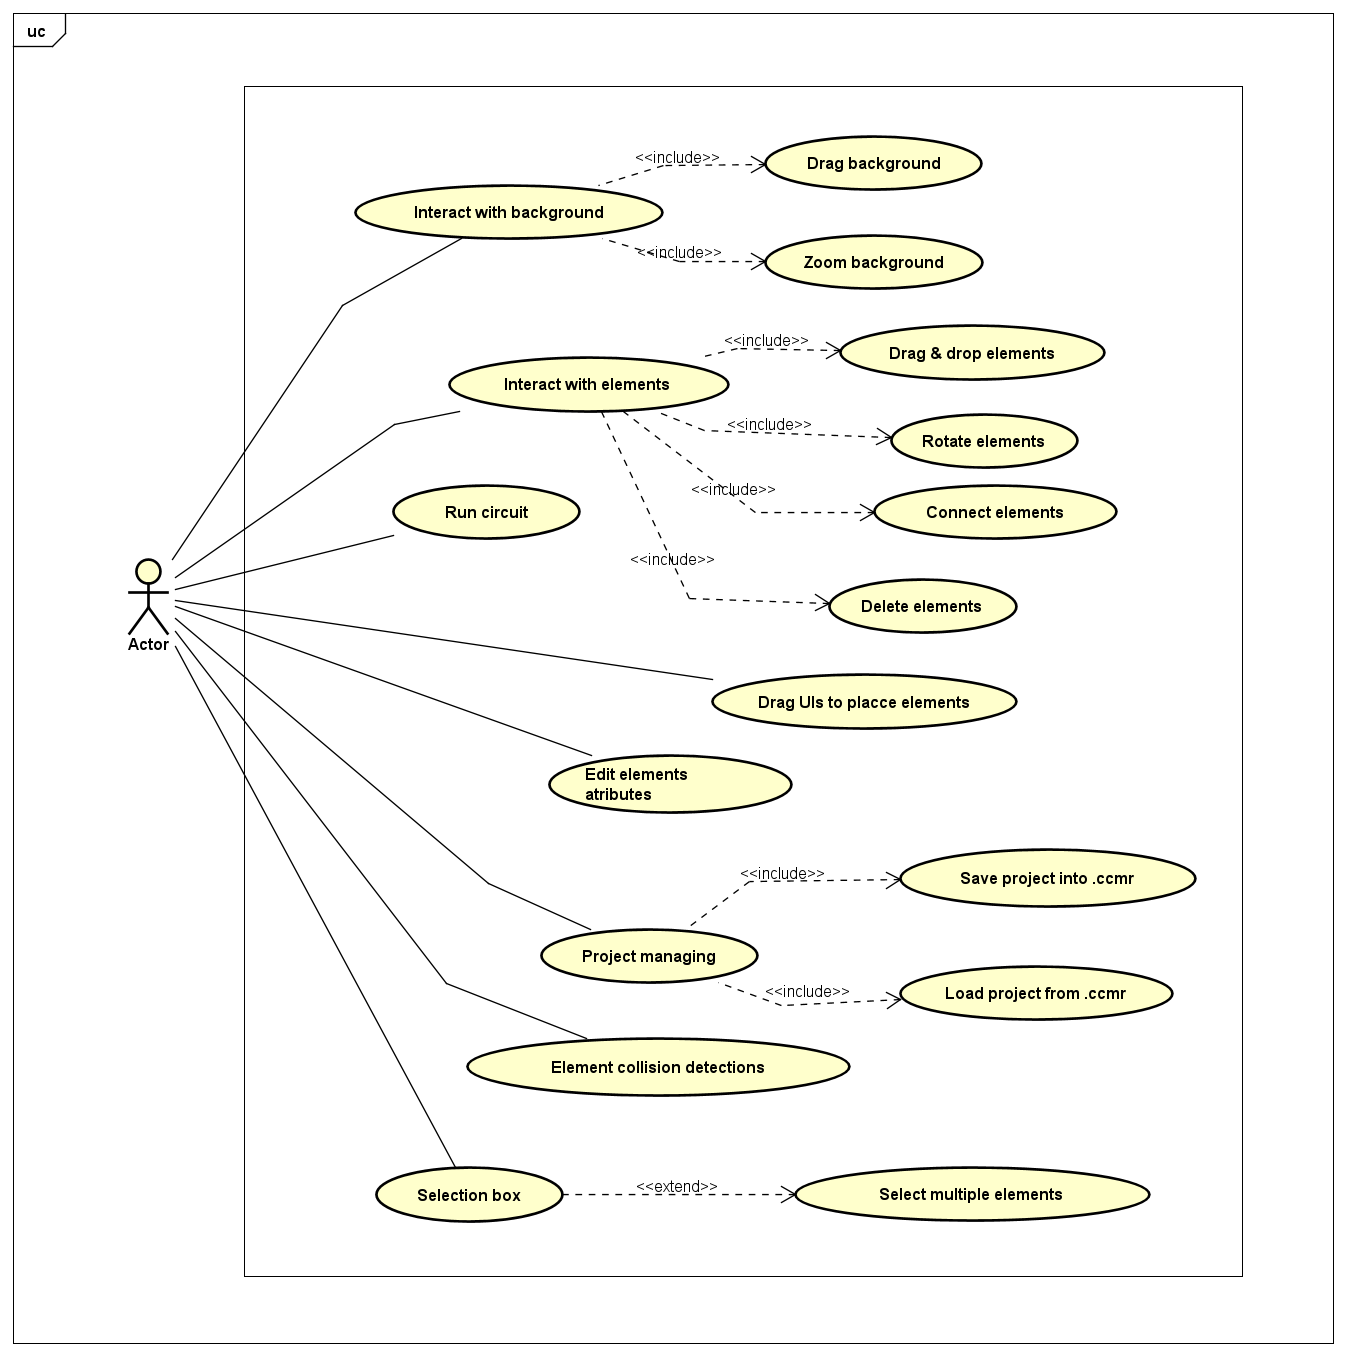 uc
<<include>>
Drag background
Interact with background
<<include>>
Zoom background
<<include>>
Drag & drop elements
Interact with elements
<<include>>
Rotate elements
<<include>>
Connect elements
Run circuit
<<include>>
Delete elements
Actor
Drag UIs to placce elements
Edit elements
atributes
<<include>>
Save project into .ccmr
Project managing
<<include>>
Load project from .ccmr
Element collision detections
<<extend>>
Selection box
Select multiple elements